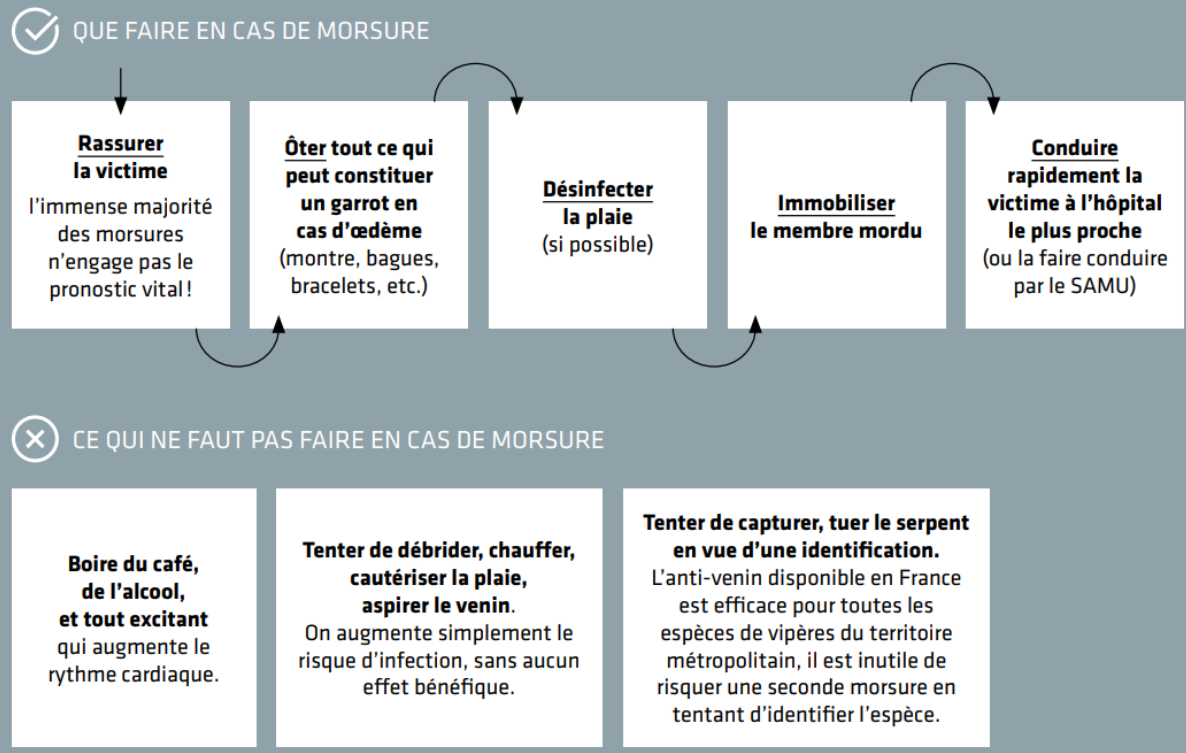 QUE FAIRE EN CAS DE MORSURE
Rassurer
la victime
l'immense majorité
des morsures
n'engage pas le
pronostic vital !
Ôter tout ce qui
peut constituer
un garrot en
cas d'œdème
(montre, bagues,
bracelets, etc.)
Désinfecter
la plaie
(si possible)
Immobiliser
le membre mordu
Conduire
rapidement la
victime à l'hôpital
le plus proche
(ou la faire conduire
par le SAMU)
CE QUI NE FAUT PAS FAIRE EN CAS DE MORSURE
Boire du café,
de l'alcool,
et tout excitant
qui augmente le
rythme cardiaque.
Tenter de débrider, chauffer,
cautériser la plaie,
aspirer le venin.
On augmente simplement le
risque d'infection, sans aucun
effet bénéfique.
Tenter de capturer, tuer le serpent
en vue d'une identification.
L'anti-venin disponible en France
est efficace pour toutes les
espèces de vipères du territoire
métropolitain, il est inutile de
risquer une seconde morsure en
tentant d'identifier l'espèce.